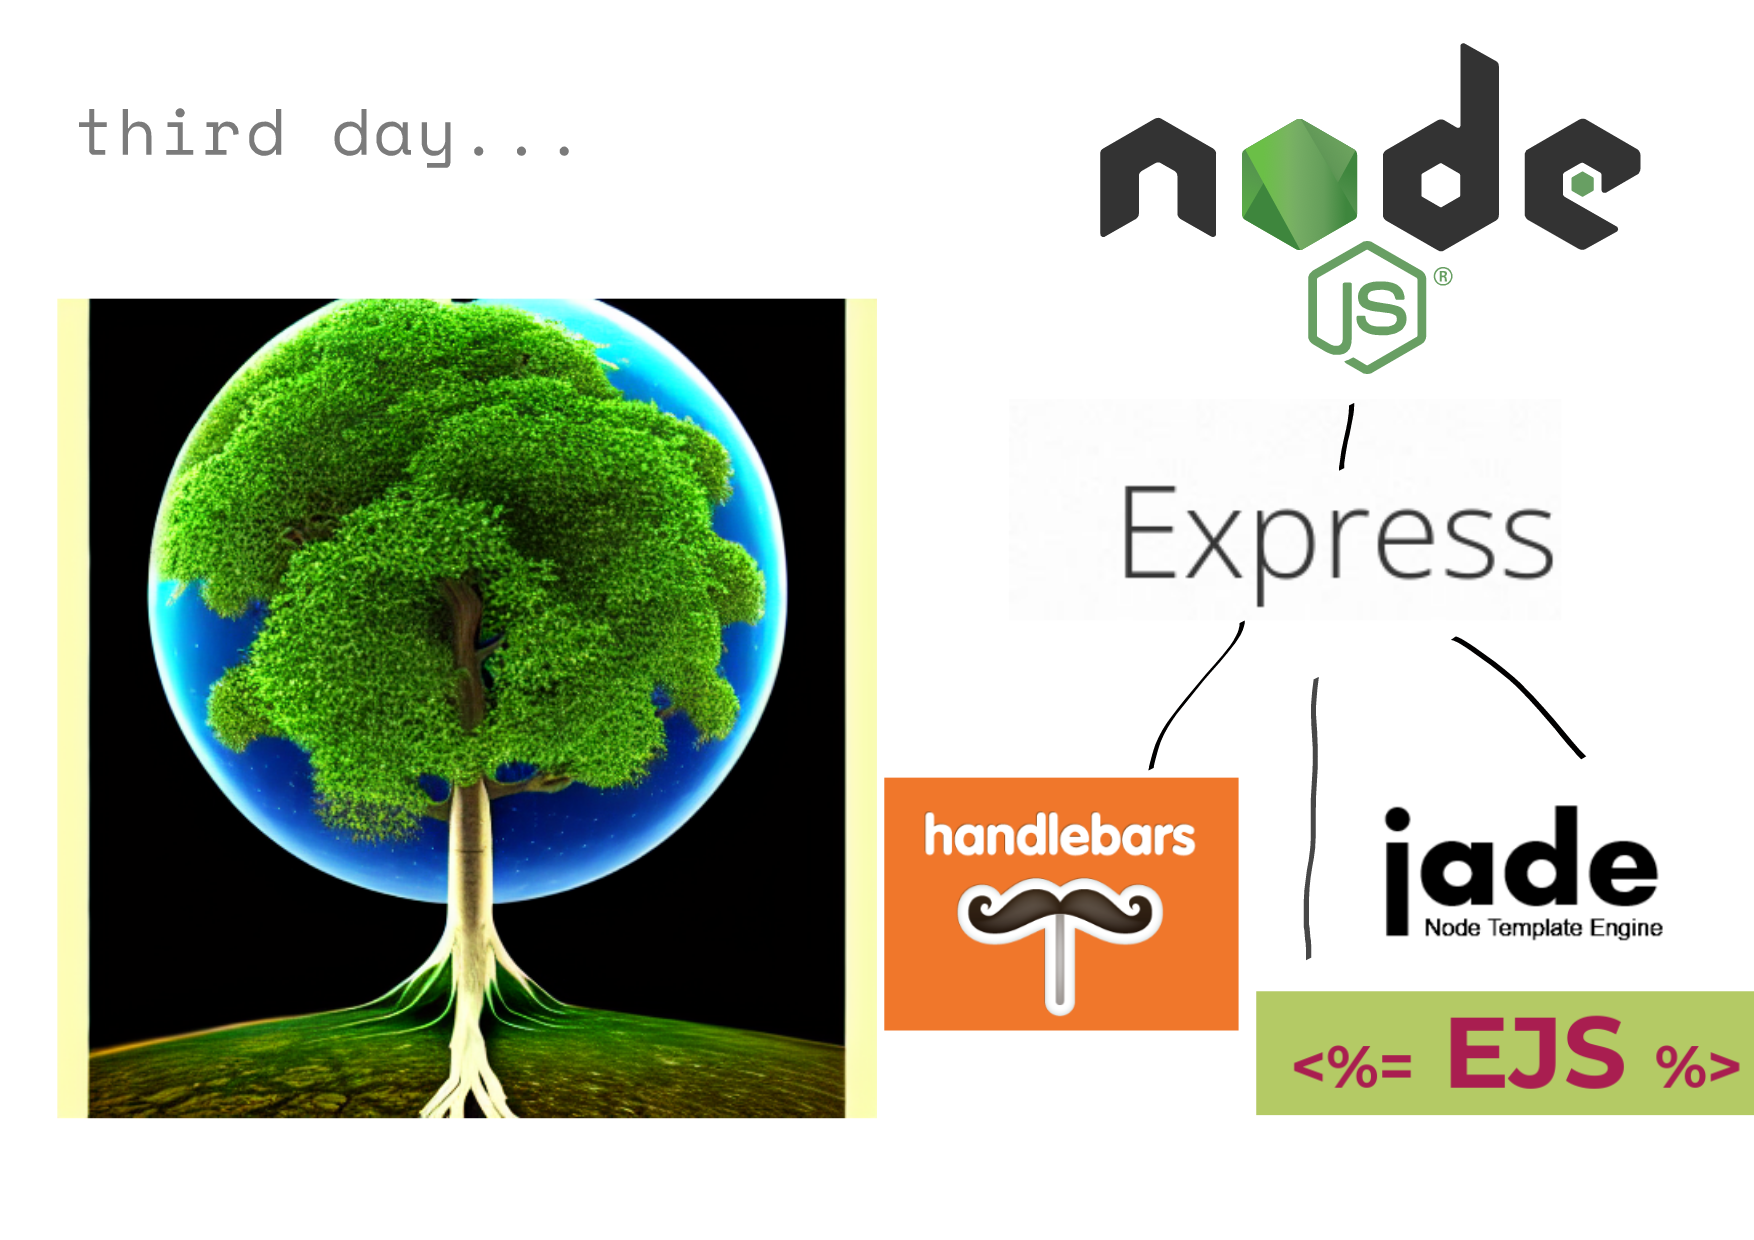 third day...
node
JS®
Express
handlebars
jade
Node Template Engine
<%= EJS %>